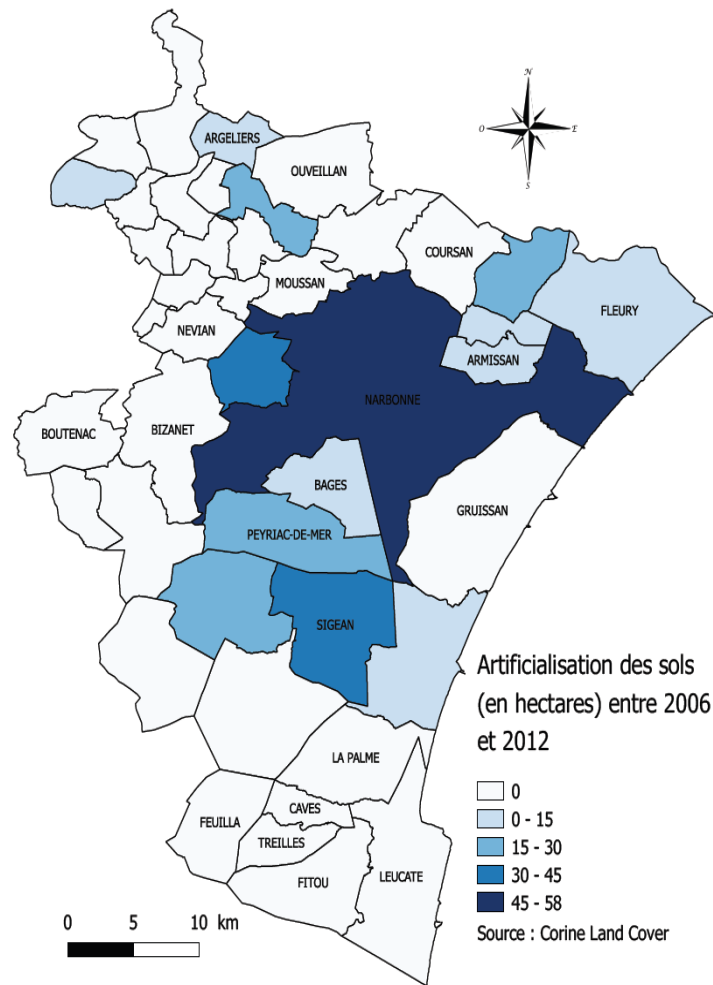 N
O
E
S
ARGELIERS
OUVEILLAN
COURSAN
MOUSSAN
FLEURY
NEVIAN
ARMISSAN
NARBONNE
BOUTENAC
BIZANET
BAGES
GRUISSAN
PEYRIAC-DE-MER
SIGEAN
LA PALME
CAVES
FEUILLA
TREILLES
FITOU
LEUCATE
Artificialisation des sols
(en hectares) entre 2006
et 2012
0
0 - 15
15 - 30
30 - 45
45 - 58
Source : Corine Land Cover
0 5 10 km